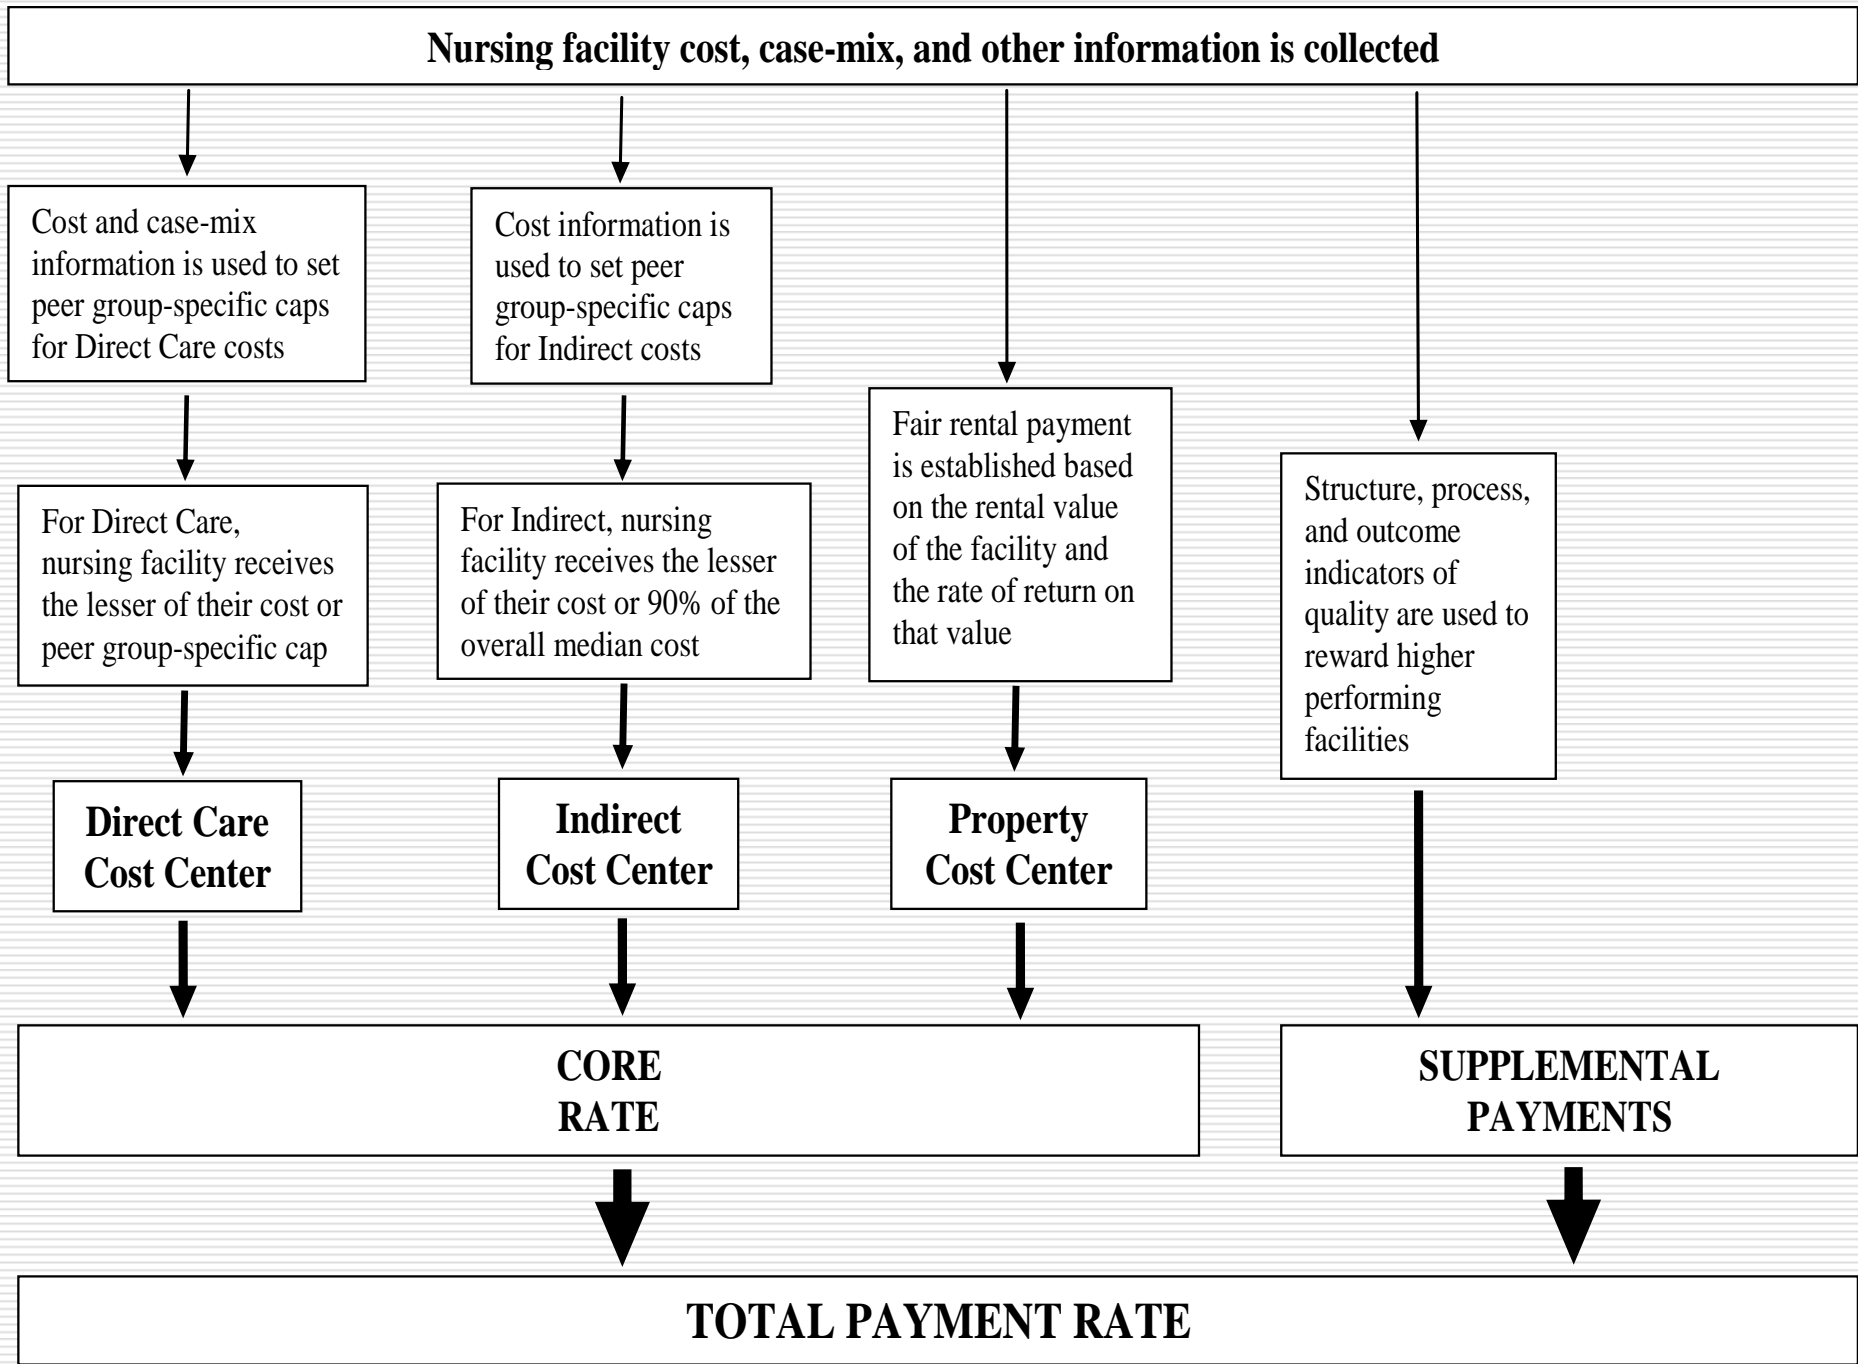 Nursing facility cost, case-mix, and other information is collected
Cost and case-mix
information is used to set
peer group-specific caps
for Direct Care costs
Cost information is
used to set peer
group-specific caps
for Indirect costs
Fair rental payment
is established based
on the rental value
of the facility and
the rate of return on
that value
Structure, process,
and outcome
indicators of
quality are used to
reward higher
performing
facilities
For Direct Care,
nursing facility receives
the lesser of their cost or
peer group-specific cap
For Indirect, nursing
facility receives the lesser
of their cost or 90% of the
overall median cost
Direct Care
Cost Center
Indirect
Cost Center
Property
Cost Center
CORE
RATE
SUPPLEMENTAL
PAYMENTS
TOTAL PAYMENT RATE